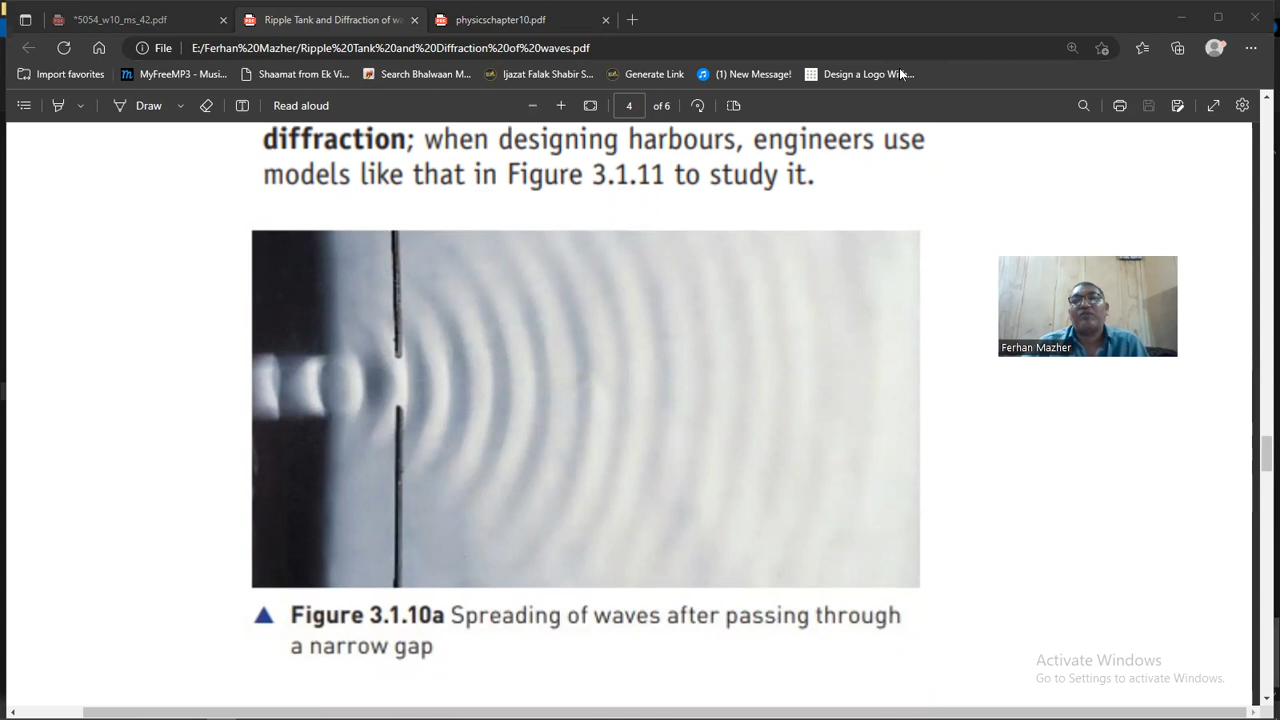 *5054_w10_ms_42.pdf
Ripple Tank and Diffraction of wa
physicschapter10.pdf
File
E:/Ferhan%20Mazher/Ripple%20Tank%20and%20Diffraction%20of%20waves.pdf
Import favorites
MyFreeMP3 - Musi...
Shaamat from Ek Vi...
Search Bhalwaan M...
Ijazat Falak Shabir S...
Generate Link
(1) New Message!
Design a Logo Wi...
Draw
Read aloud
4
of 6
diffraction; when designing harbours, engineers use
models like that in Figure 3.1.11 to study it.
Ferhan Mazher
Figure 3.1.10a Spreading of waves after passing through
a narrow gap
Activate Windows
Go to Settings to activate Windows.